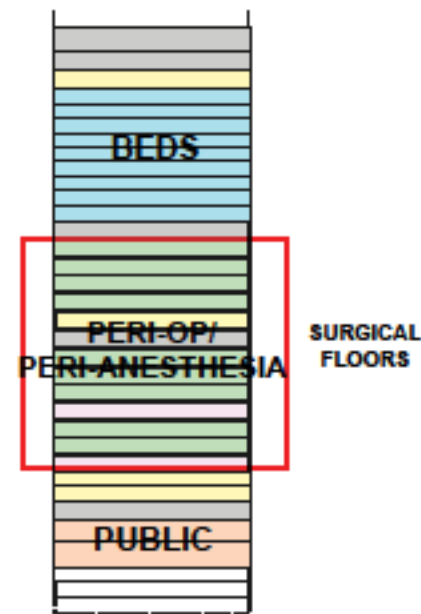 BEDS
PERI-OP/
PERI-ANESTHESIA
SURGICAL
FLOORS
PUBLIC